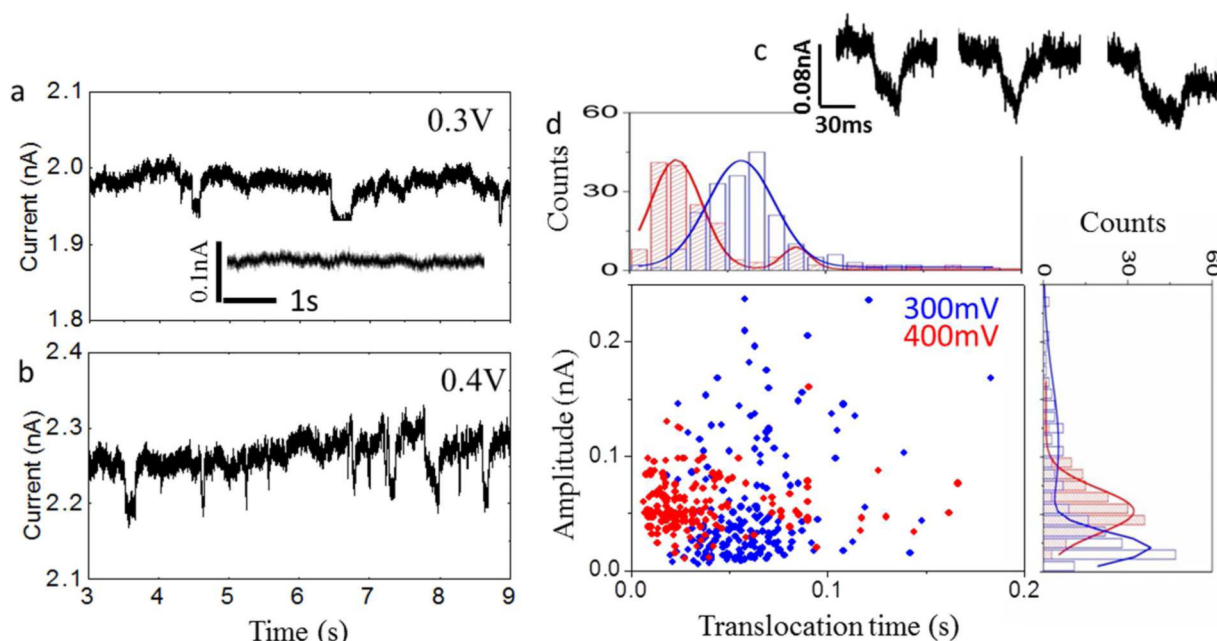 a
2.1
2.0
1.9
1.8
Current (nA)
0.3V
0.1nA
1s
b
2.4
2.3
2.2
2.1
Current (nA)
0.4V
3 4 5 6 7 8 9
Time (s)
c
0.08nA
30ms
d
60
30
0
Counts
Counts
0 30 60
300mV
400mV
0.2
0.1
0.0
Amplitude (nA)
0.0 0.1 0.2
Translocation time (s)